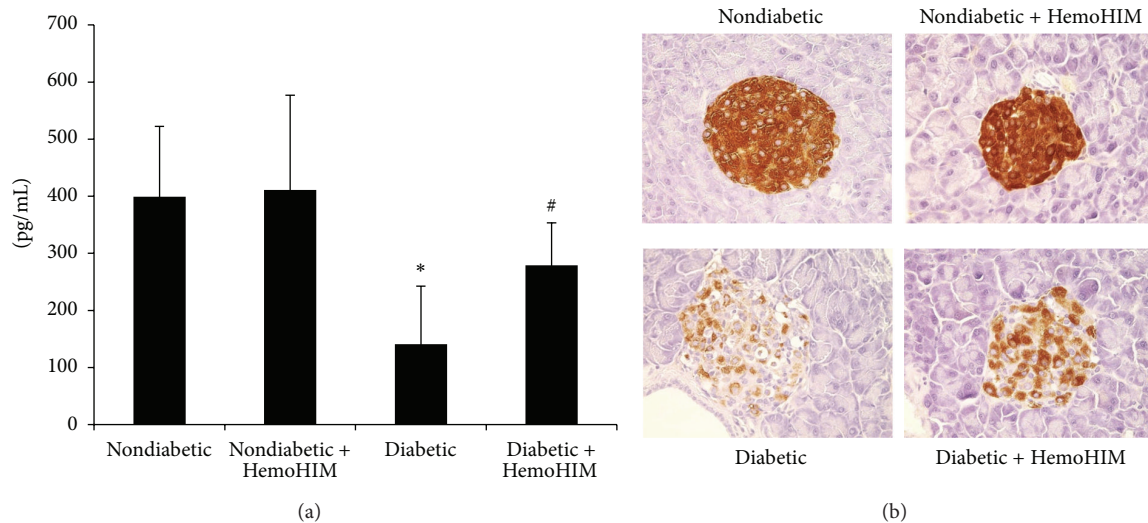 700
600
500
400
300
200
100
0
(pg/mL)
*
#
Nondiabetic
Nondiabetic +
HemoHIM
Diabetic
Diabetic +
HemoHIM
(a)
Nondiabetic
Nondiabetic + HemoHIM
Diabetic
Diabetic + HemoHIM
(b)